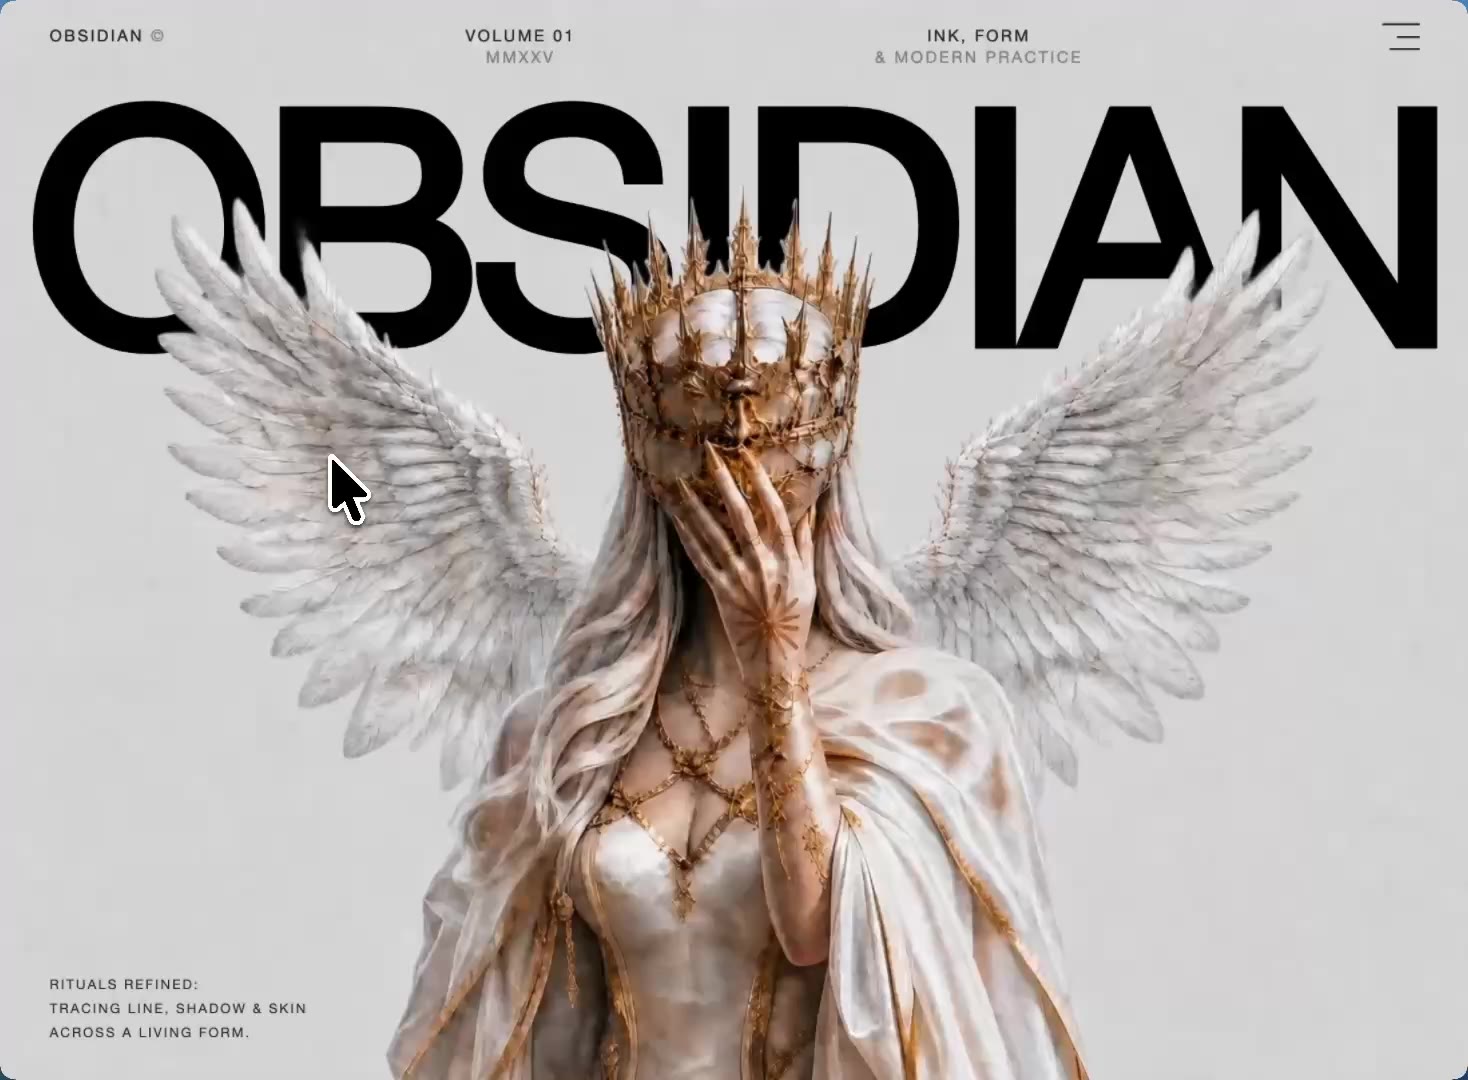 OBSIDIAN ©
VOLUME 01
MMXXV
INK, FORM
& MODERN PRACTICE
OBSIDIAN
RITUALS REFINED:
TRACING LINE, SHADOW & SKIN
ACROSS A LIVING FORM.